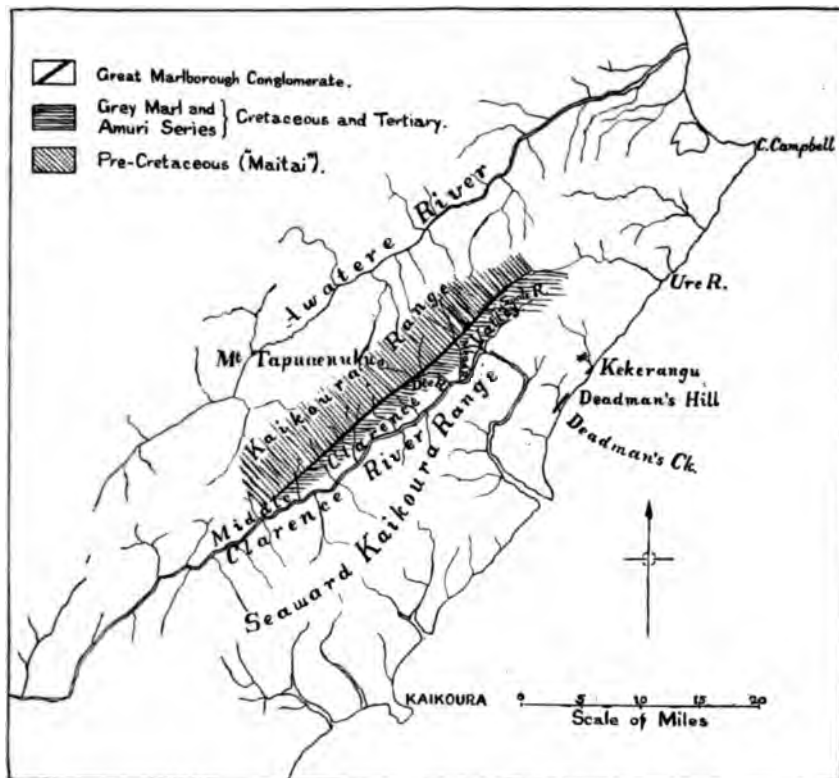 Great Marlborough Conglomerate.
Grey Marl and
Amuri Series } Cretaceous and Tertiary.
Pre-Cretaceous ("Maitai").
C. Campbell
Awatere River
Ure R.
Kaikoura Range
Mt Tapuaenuku
Dee R.
Valley
R.
Kekerangu
Deadman's Hill
Deadman's Ck.
Middle Clarence
Clarence River
Seaward Kaikoura Range
KAIKOURA
0 5 10 15 20
Scale of Miles